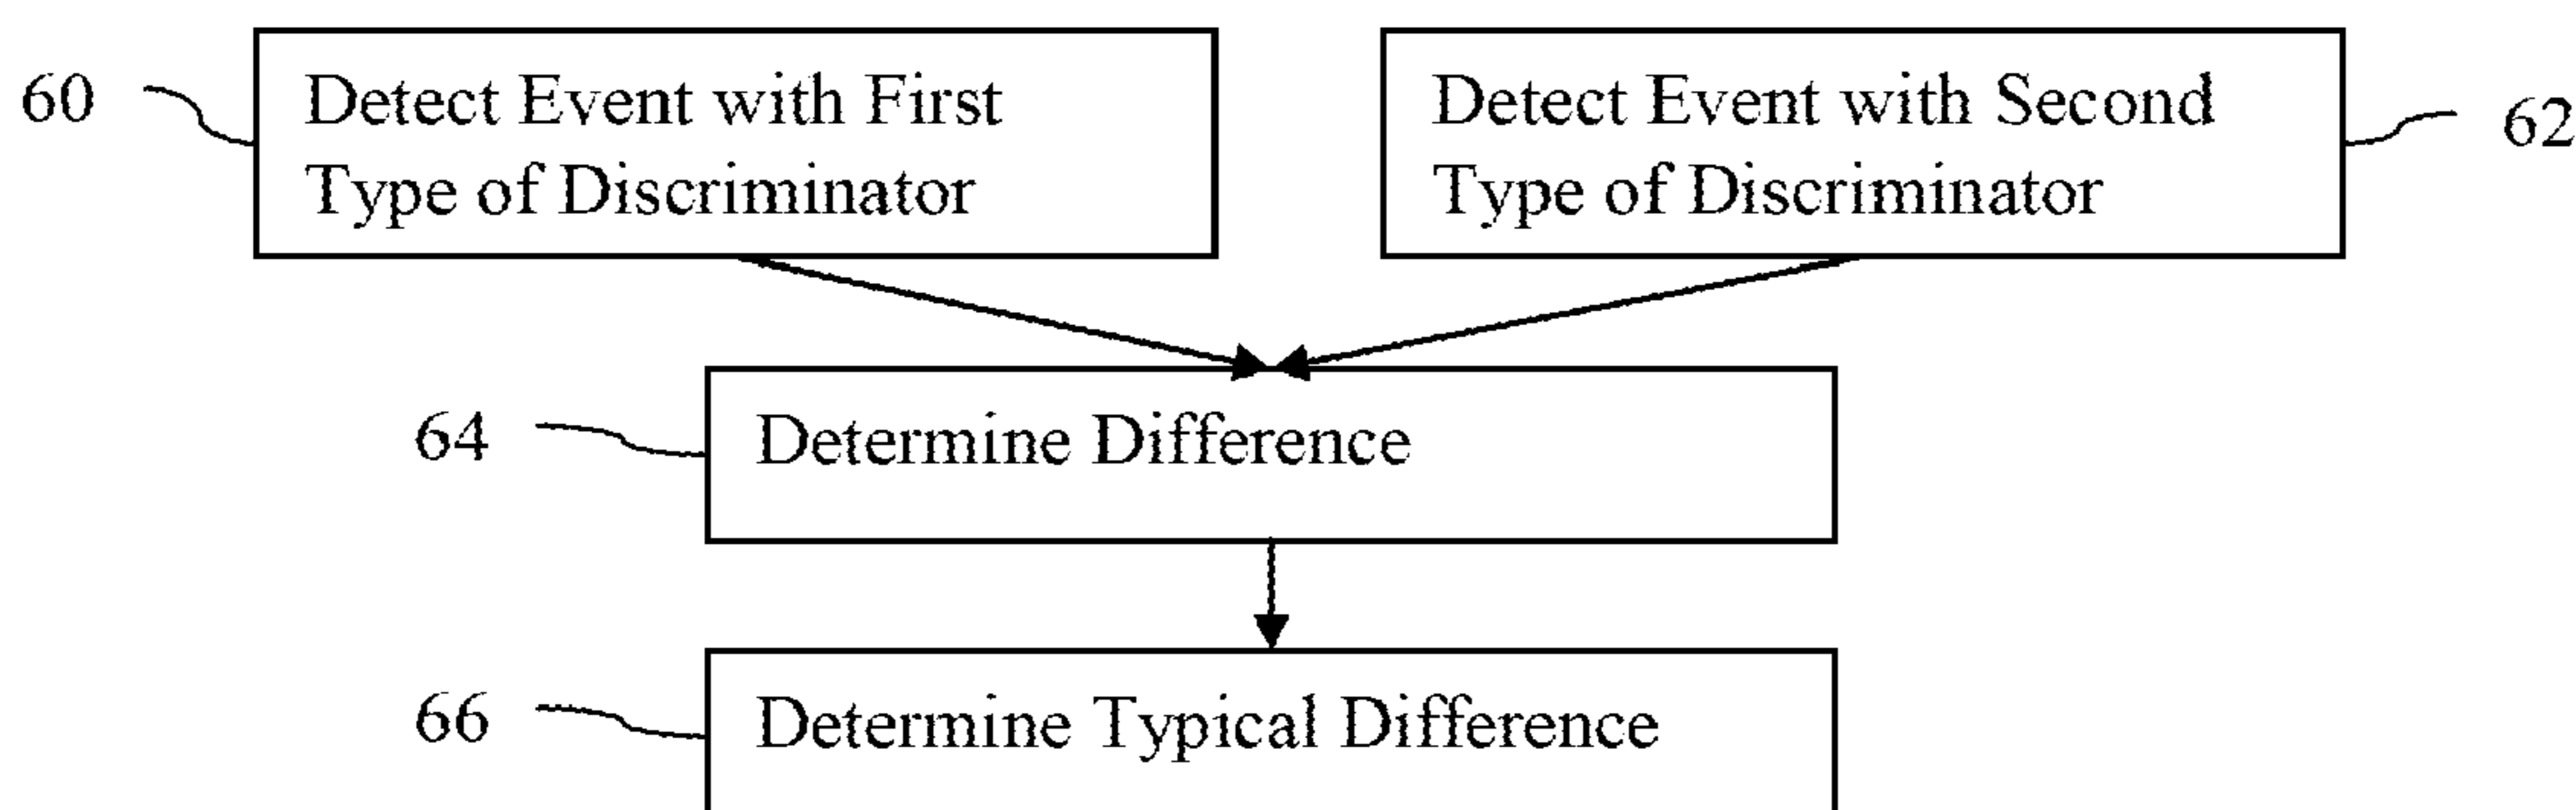 60
Detect Event with First
Type of Discriminator
Detect Event with Second
Type of Discriminator
62
64
Determine Difference
66
Determine Typical Difference